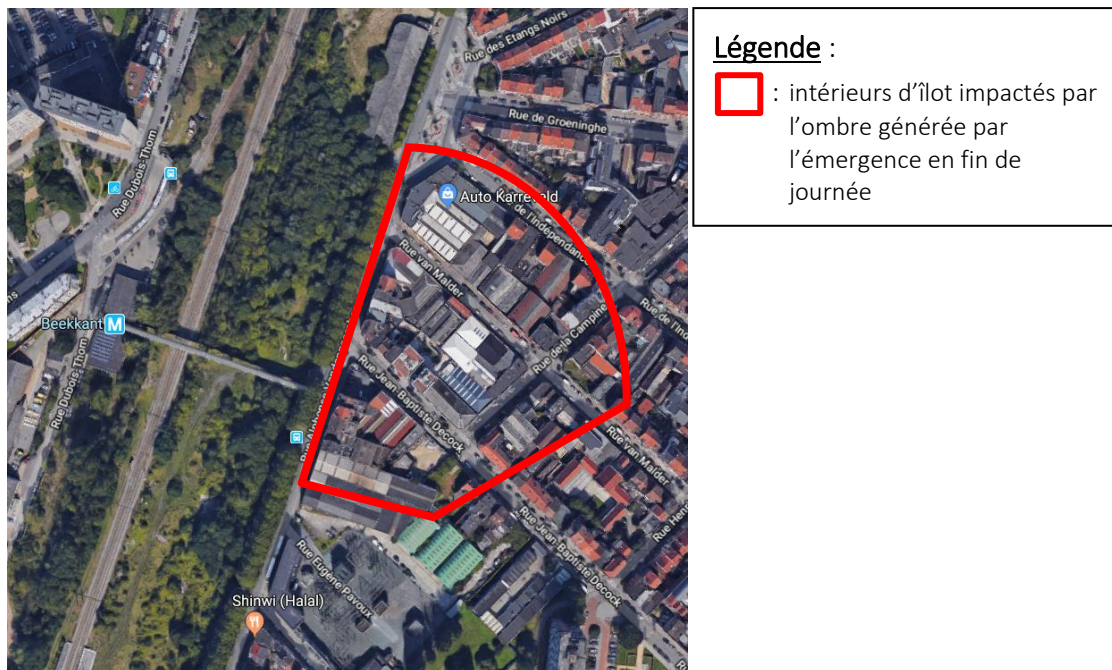 Rue des Etangs Noirs
Rue de Groeninghe
Rue Dubois-Thorn
Auto Karreveld
Rue de l'Indépendance
Rue van Malder
Rue de l'Ind
Beekkant M
Rue de la Campine
Rue Dubois-Thorn
Rue Jean-Baptiste Decock
Rue van Malder
Rue Jean-Baptiste Decock
Rue Eugène Pavoux
Shinwi (Halal)
Légende :
: intérieurs d'îlot impactés par
l'ombre générée par
l'émergence en fin de
journée